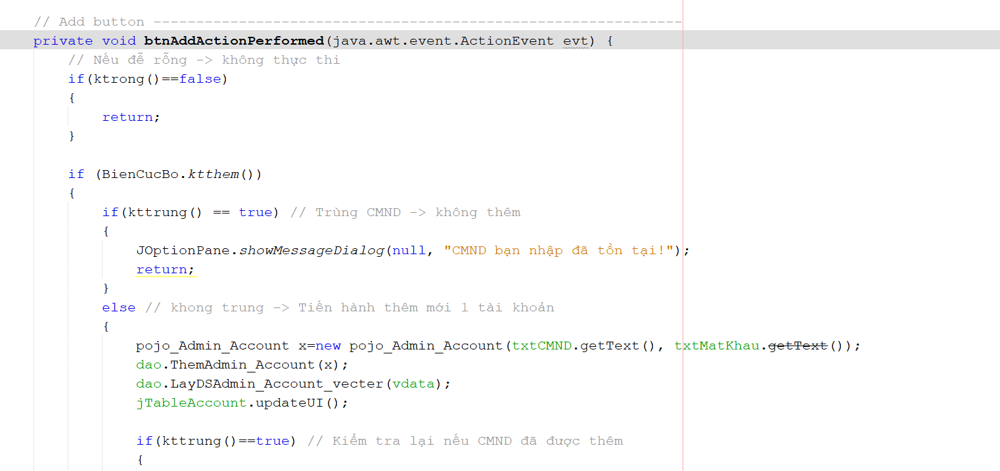 // Add button --------------------------------------------------------------
private void btnAddActionPerformed(java.awt.event.ActionEvent evt) {
// Nếu đễ rỗng -> không thực thi
if(ktrong()==false)
{
return;
}
if (BienCucBo.ktthem())
{
if(kttrung() == true) // Trùng CMND -> không thêm
{
JOptionPane.showMessageDialog(null, "CMND bạn nhập đã tồn tại!");
return;
}
else // khong trung -> Tiến hành thêm mới 1 tài khoản
{
pojo_Admin_Account x=new pojo_Admin_Account(txtCMND.getText(), txtMatKhau.getText());
dao.ThemAdmin_Account(x);
dao.LayDSAdmin_Account_vecter(vdata);
jTableAccount.updateUI();
if(kttrung()==true) // Kiểm tra lại nếu CMND đã được thêm
{